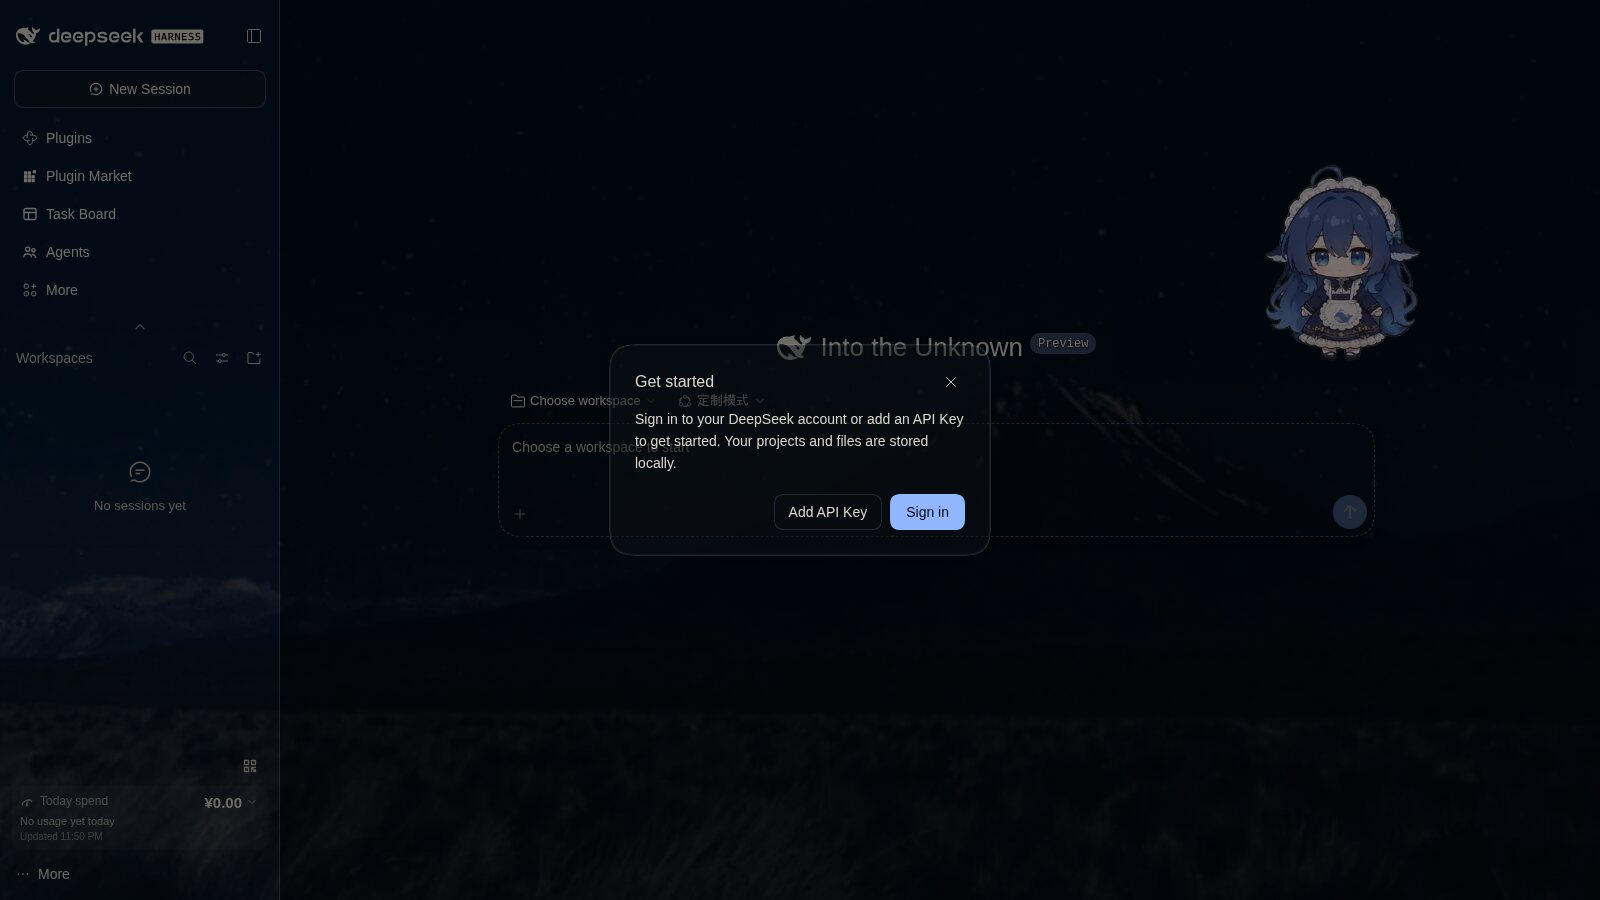 deepseek HARNESS
New Session
Plugins
Plugin Market
Task Board
Agents
More
Workspaces
No sessions yet
Today spend
¥0.00
No usage yet today
Updated 11:50 PM
More
Into the Unknown
Preview
Choose workspace
定制模式
Choose a workspace to start
Get started
Sign in to your DeepSeek account or add an API Key
to get started. Your projects and files are stored
locally.
Add API Key
Sign in